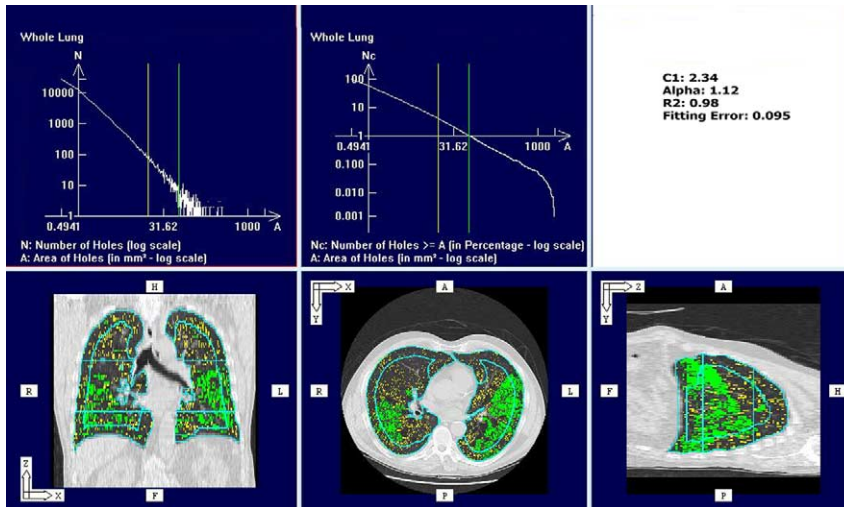 Whole Lung
N
10000
1000
100
10
1
0.4941
31.62
1000
A
N: Number of Holes (log scale)
A: Area of Holes (in mm² - log scale)
Whole Lung
Nc
100
10
1
0.4941
31.62
1000
A
0.100
0.010
0.001
Nc: Number of Holes >= A (in Percentage - log scale)
A: Area of Holes (in mm² - log scale)
C1: 2.34
Alpha: 1.12
R2: 0.98
Fitting Error: 0.095
H
R
L
Z
X
F
X
Y
A
R
L
P
Z
Y
A
F
H
P